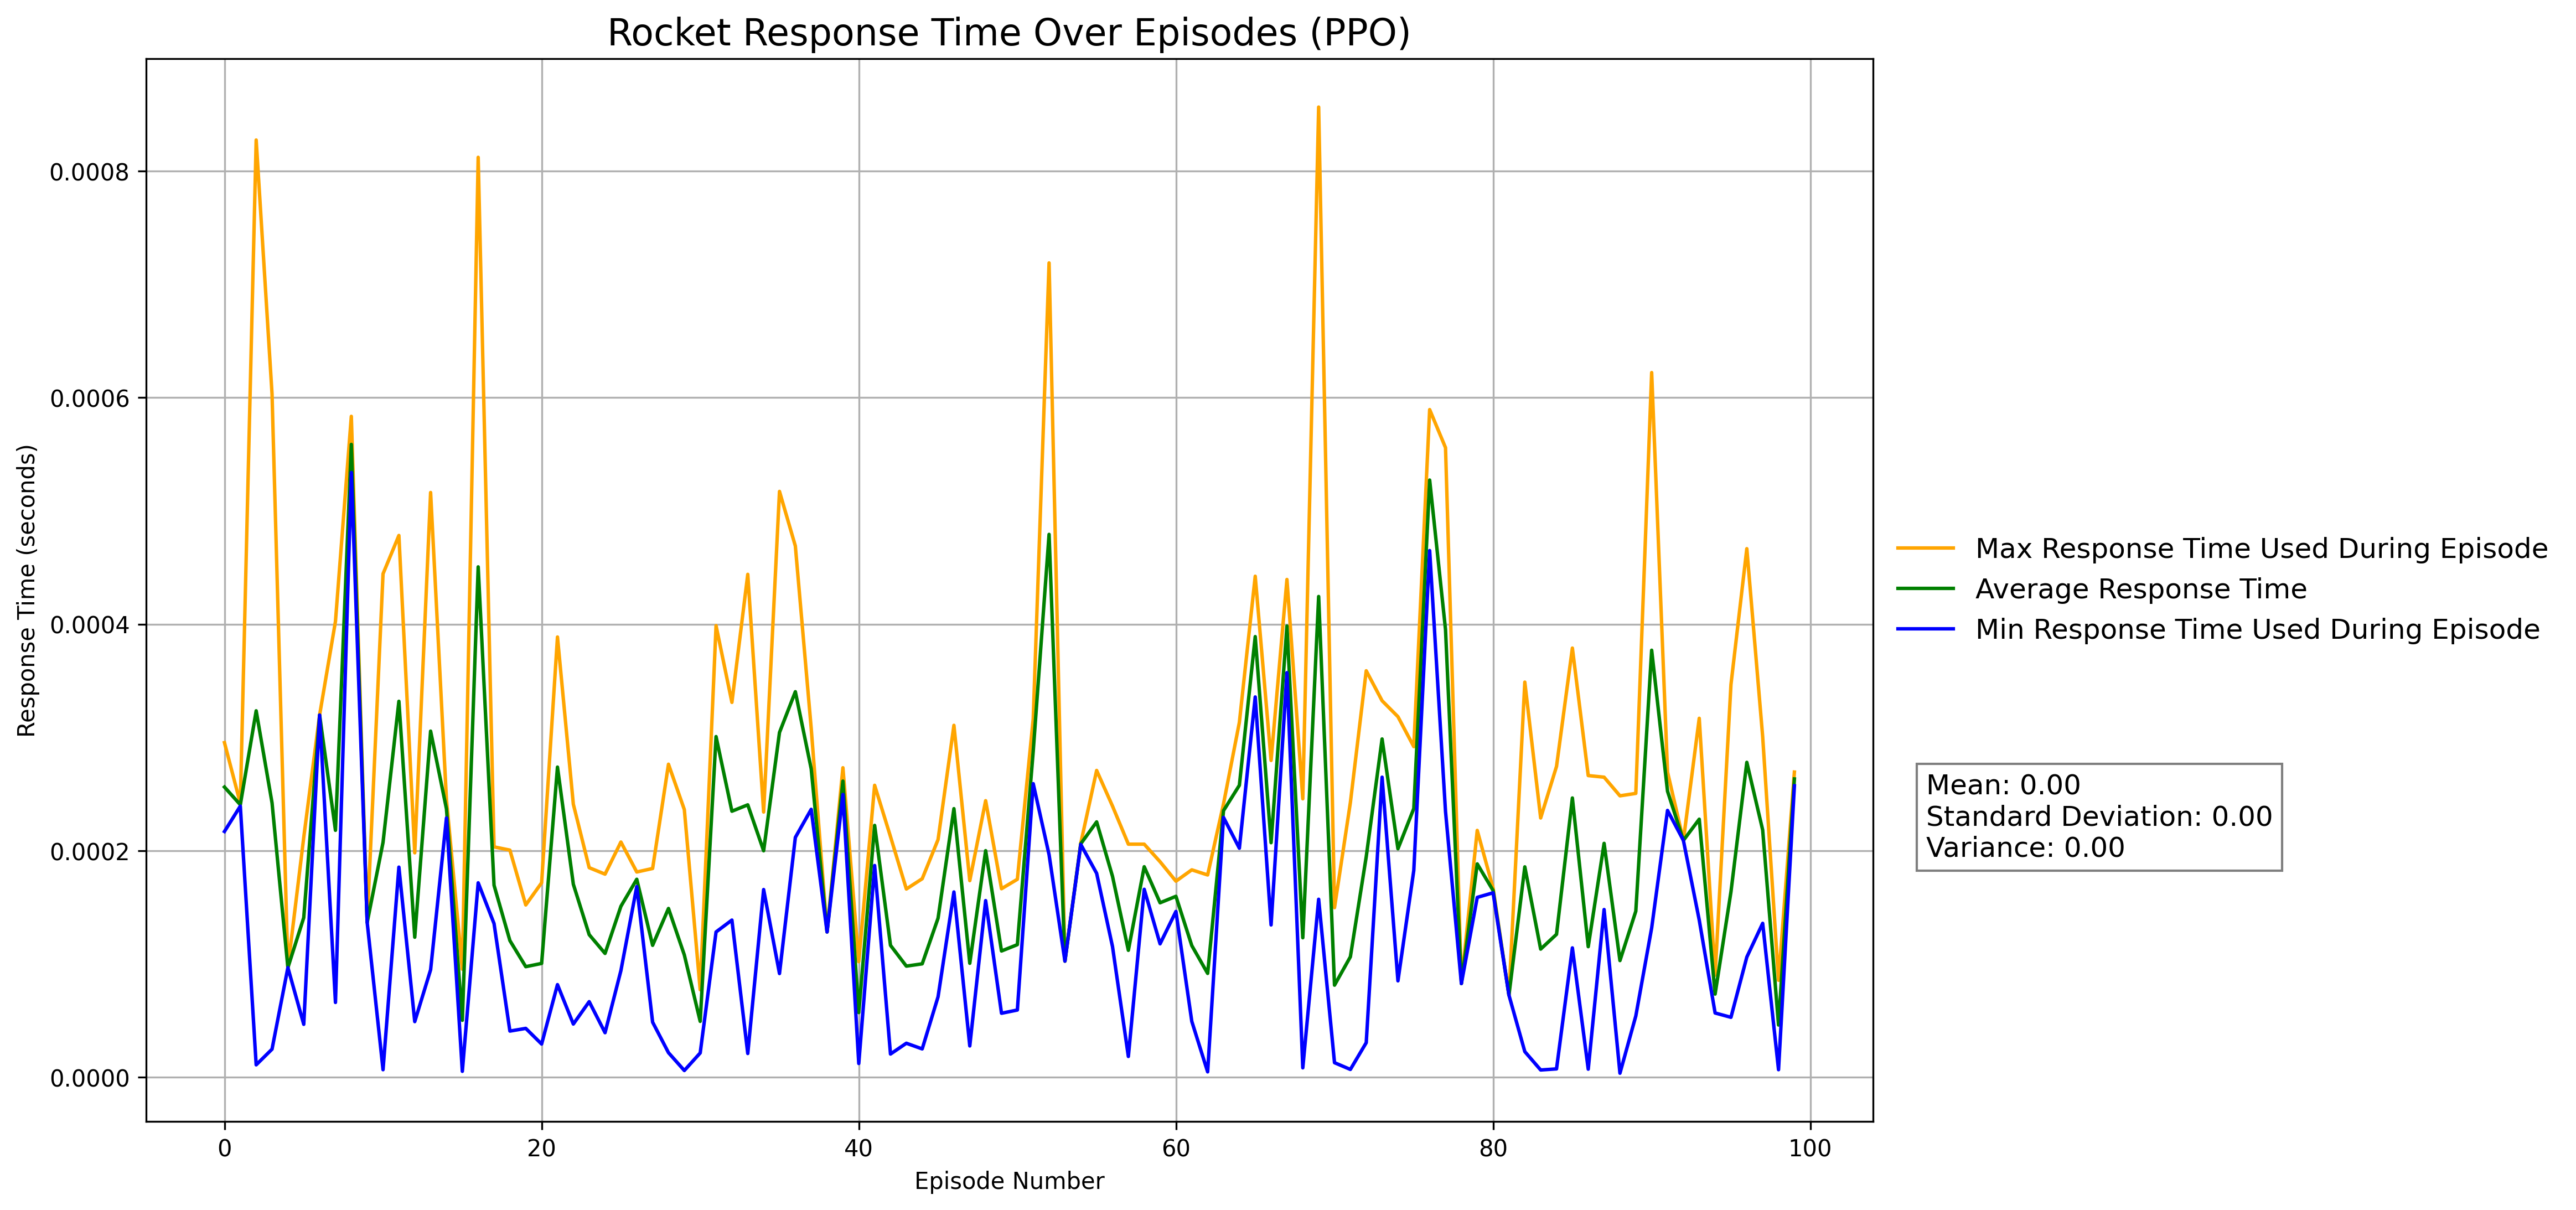 Rocket Response Time Over Episodes (PPO)
Response Time (seconds)
0.0008
0.0006
0.0004
0.0002
0.0000
0 20 40 60 80 100
Episode Number
Max Response Time Used During Episode
Average Response Time
Min Response Time Used During Episode
Mean: 0.00
Standard Deviation: 0.00
Variance: 0.00